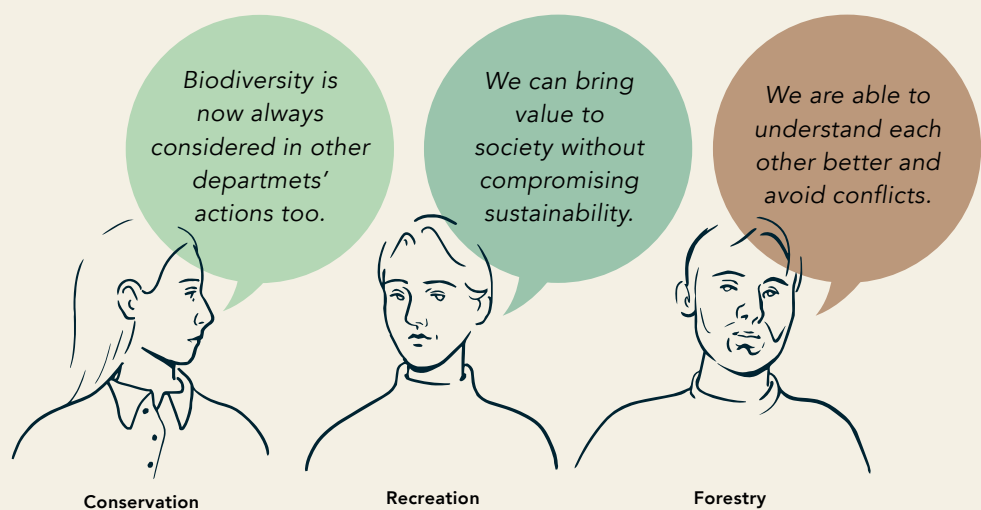 Biodiversity is
now always
considered in other
departmets'
actions too.
We can bring
value to
society without
compromising
sustainability.
We are able to
understand each
other better and
avoid conflicts.
Conservation
Recreation
Forestry